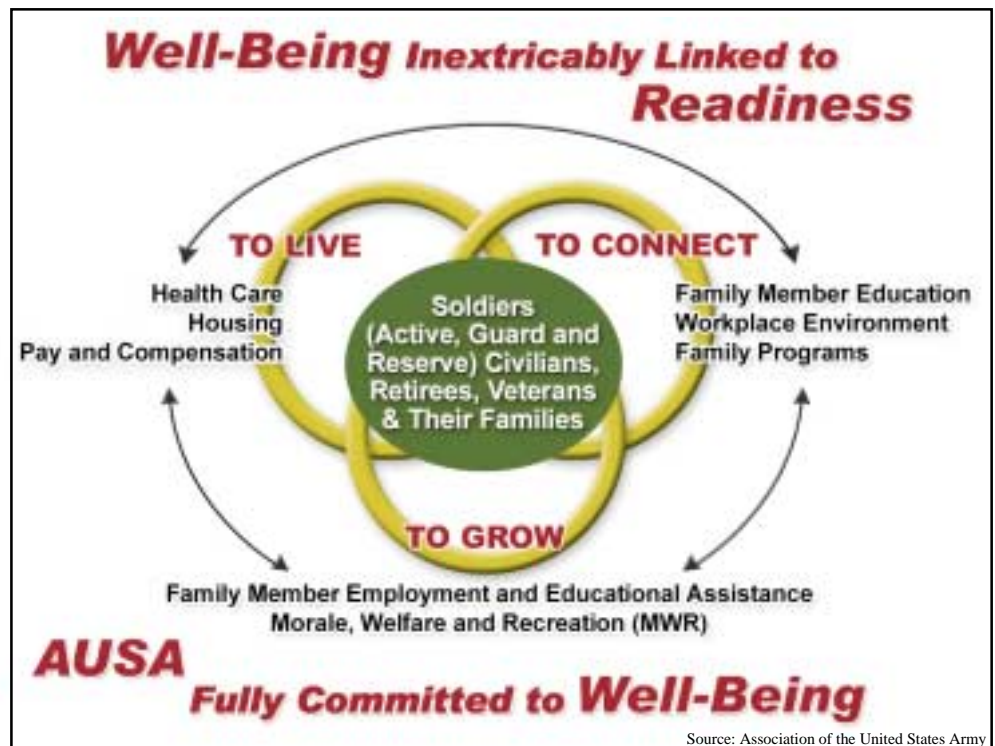 Well-Being Inextricably Linked to
Readiness
TO LIVE
TO CONNECT
Health Care
Housing
Pay and Compensation
Soldiers
(Active, Guard and
Reserve) Civilians,
Retirees, Veterans
& Their Families
Family Member Education
Workplace Environment
Family Programs
TO GROW
Family Member Employment and Educational Assistance
Morale, Welfare and Recreation (MWR)
AUSA
Fully Committed to Well-Being
Source: Association of the United States Army